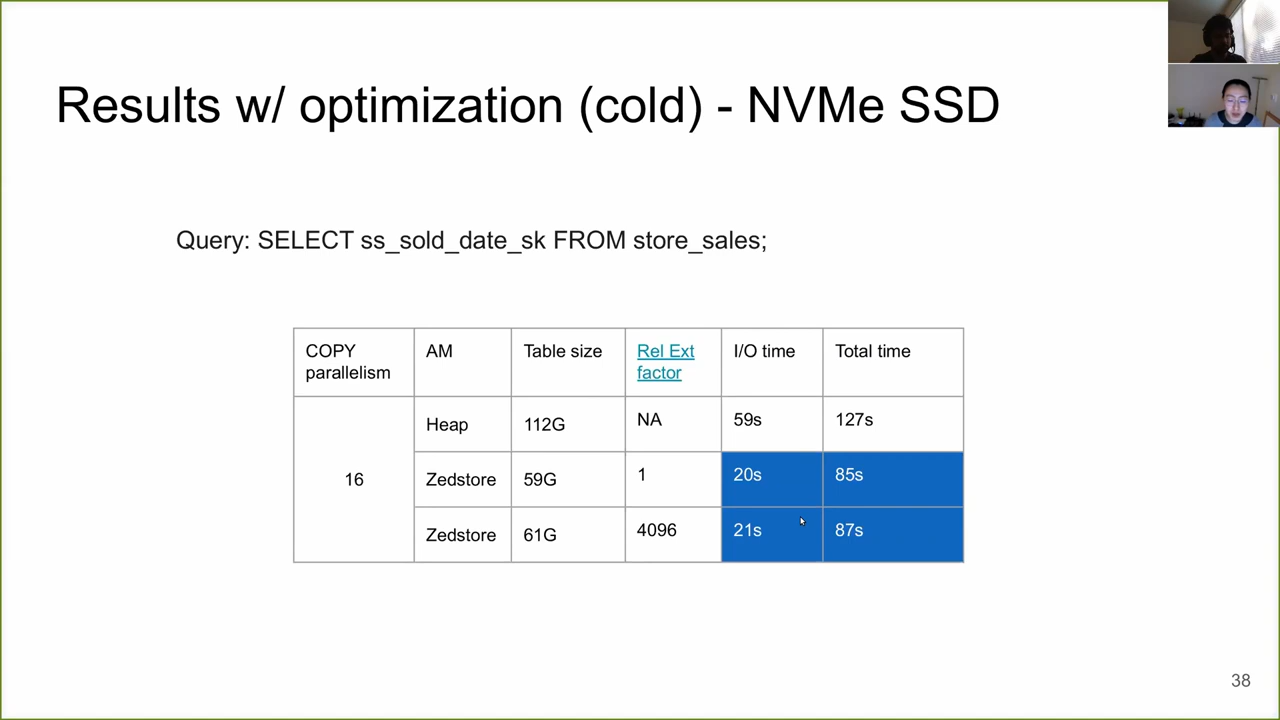 Results w/ optimization (cold) - NVMe SSD
Query: SELECT ss_sold_date_sk FROM store_sales;
COPY parallelism AM Table size Rel Ext factor I/O time Total time
16
Heap 112G NA 59s 127s
Zedstore 59G 1 20s 85s
Zedstore 61G 4096 21s 87s
38